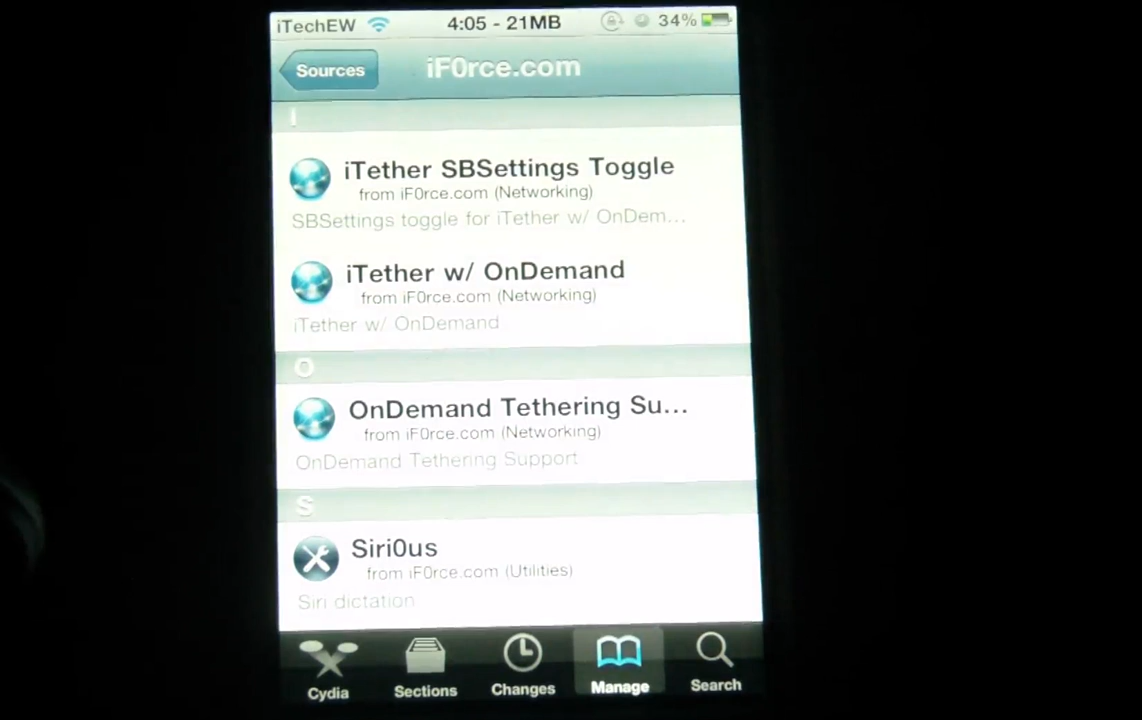 iTechEW 4:05 - 21MB 34%
Sources iF0rce.com
I
iTether SBSettings Toggle
from iF0rce.com (Networking)
SBSettings toggle for iTether w/ OnDem...
iTether w/ OnDemand
from iF0rce.com (Networking)
iTether w/ OnDemand
O
OnDemand Tethering Su...
from iF0rce.com (Networking)
OnDemand Tethering Support
S
Siri0us
from iF0rce.com (Utilities)
Siri dictation
Cydia Sections Changes Manage Search